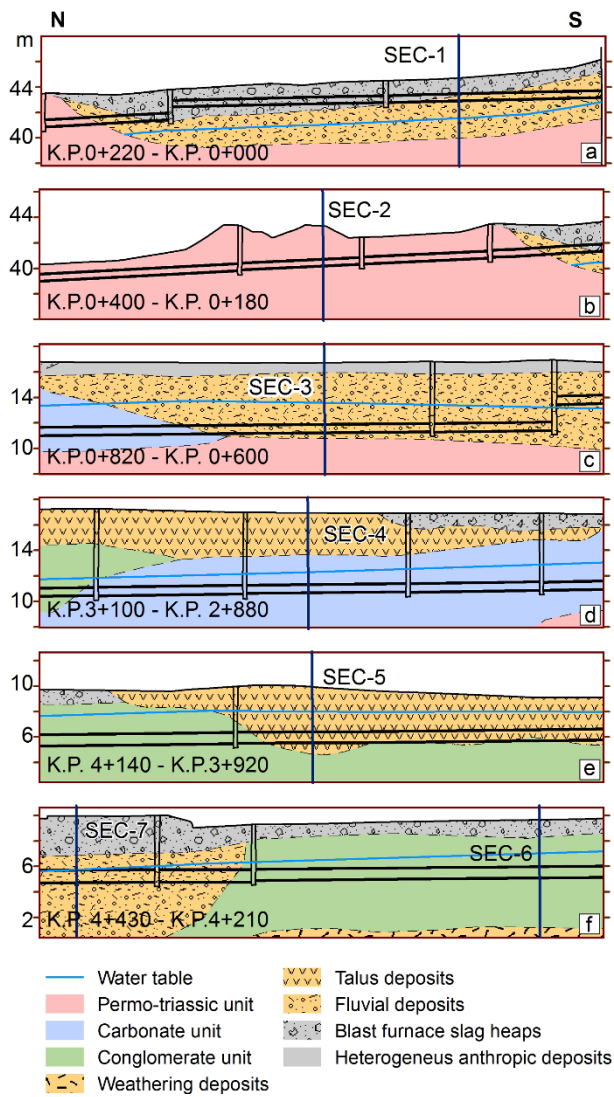 N S
m
SEC-1
44
40
K.P.0+220 - K.P. 0+000
a
SEC-2
44
40
K.P.0+400 - K.P. 0+180
b
SEC-3
14
10
K.P.0+820 - K.P. 0+600
c
SEC-4
14
10
K.P.3+100 - K.P. 2+880
d
SEC-5
10
6
K.P. 4+140 - K.P.3+920
e
SEC-7
SEC-6
6
2
K.P. 4+430 - K.P.4+210
f
Water table
Permo-triassic unit
Carbonate unit
Conglomerate unit
Weathering deposits
Talus deposits
Fluvial deposits
Blast furnace slag heaps
Heterogeneus anthropic deposits